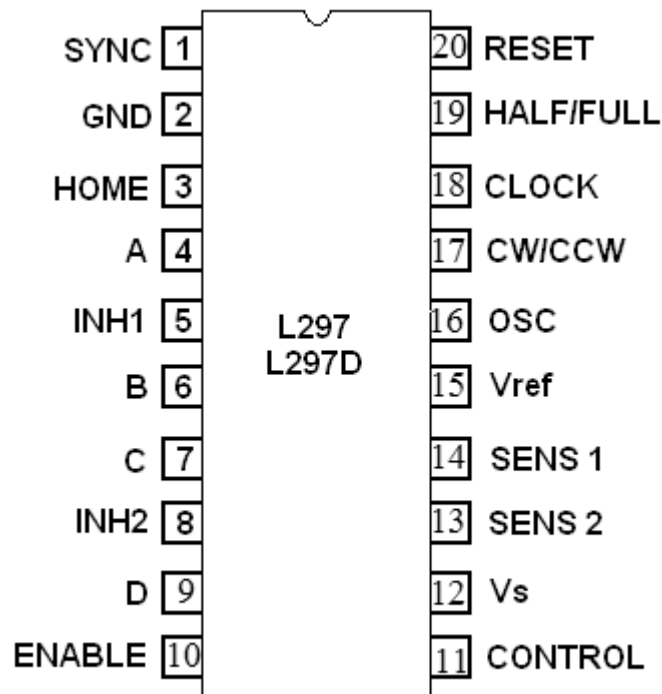 SYNC 1 20 RESET
GND 2 19 HALF/FULL
HOME 3 18 CLOCK
A 4 17 CW/CCW
INH1 5 16 OSC
L297
L297D
B 6 15 Vref
C 7 14 SENS 1
INH2 8 13 SENS 2
D 9 12 Vs
ENABLE 10 11 CONTROL